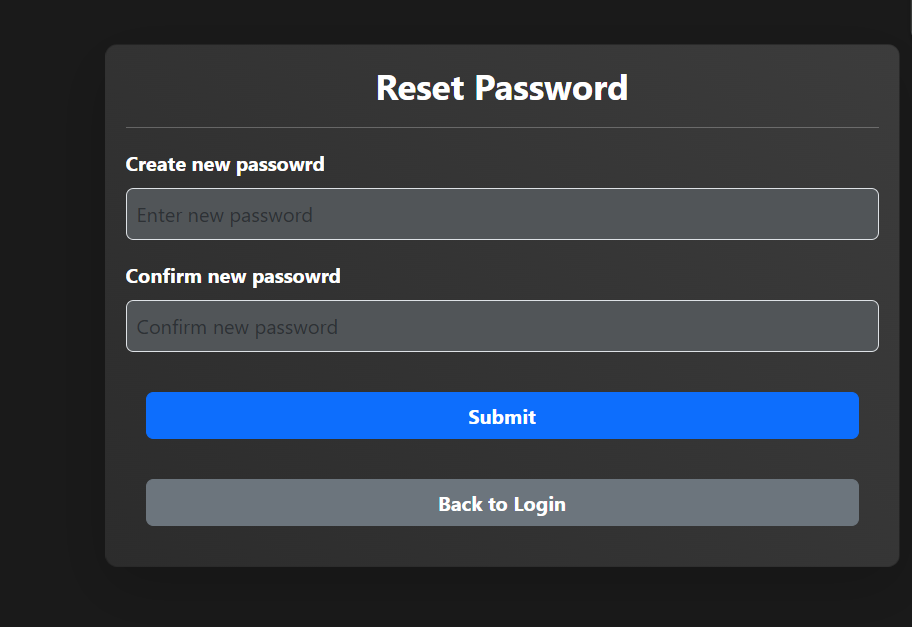 Reset Password
Create new passowrd
Enter new password
Confirm new passowrd
Confirm new password
Submit
Back to Login